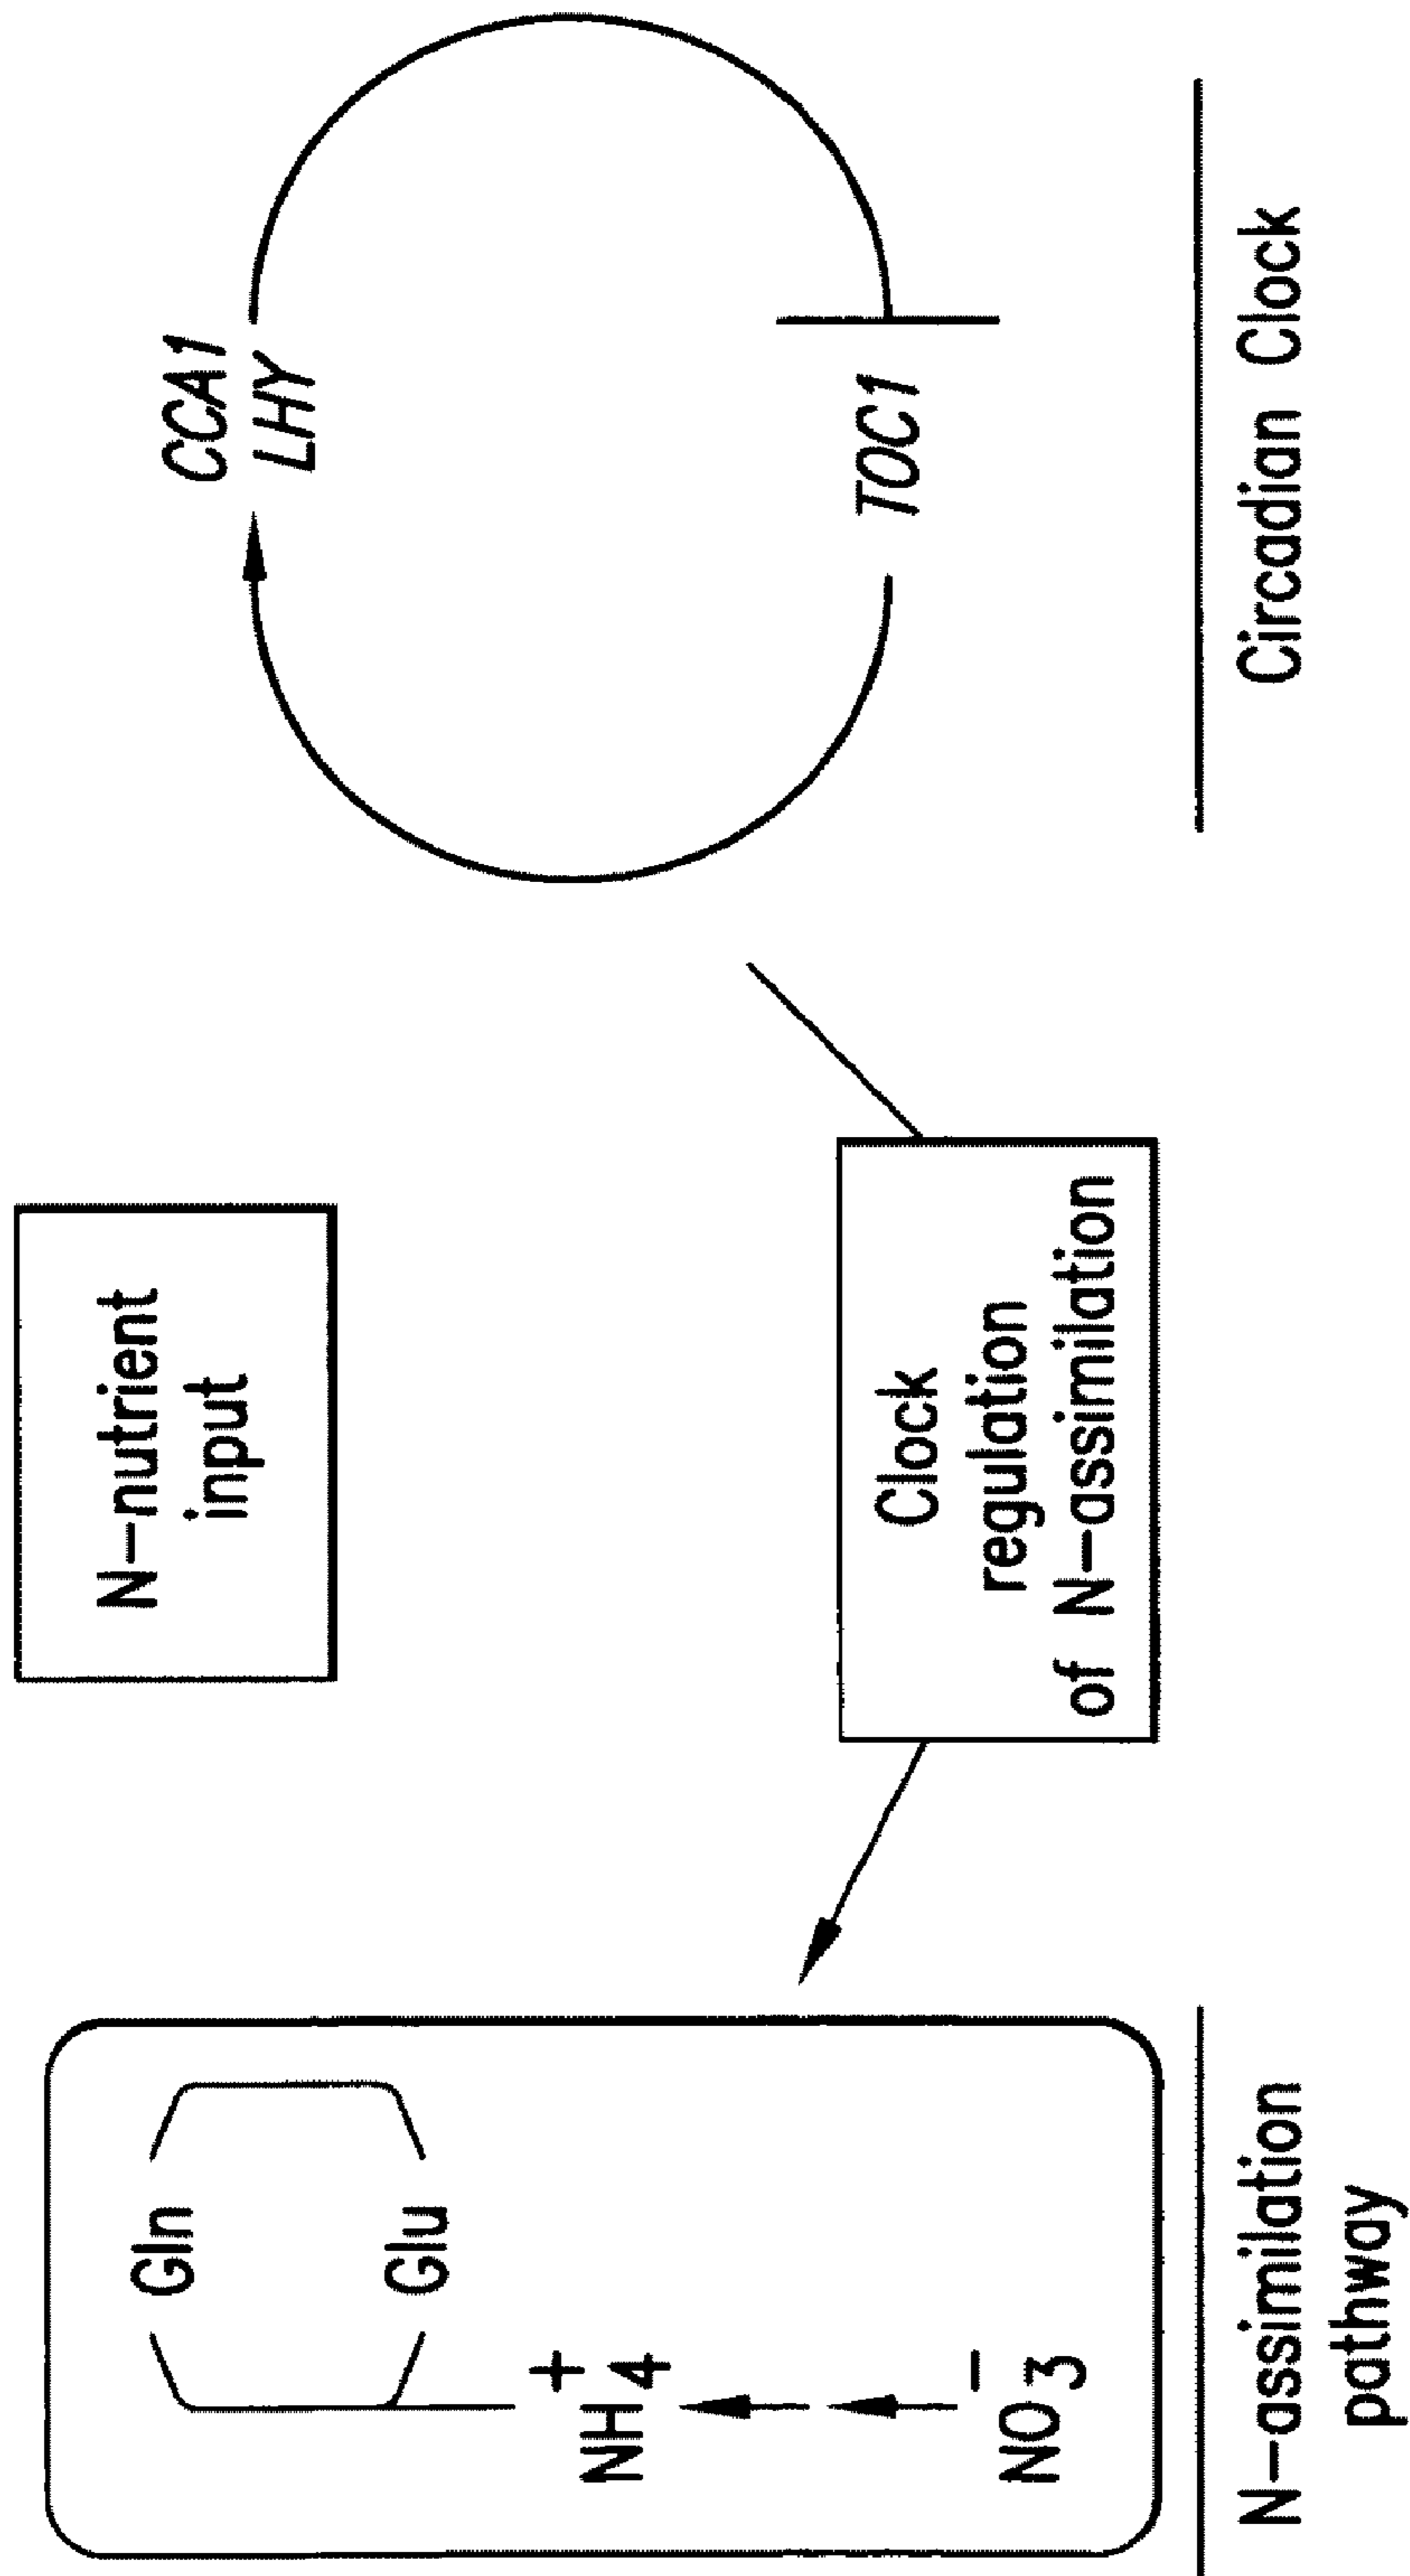 Gln
Glu
NH4+
NO3−
N-assimilation
pathway
N-nutrient
input
Clock
regulation
of N-assimilation
CCA1
LHY
TOC1
Circadian Clock